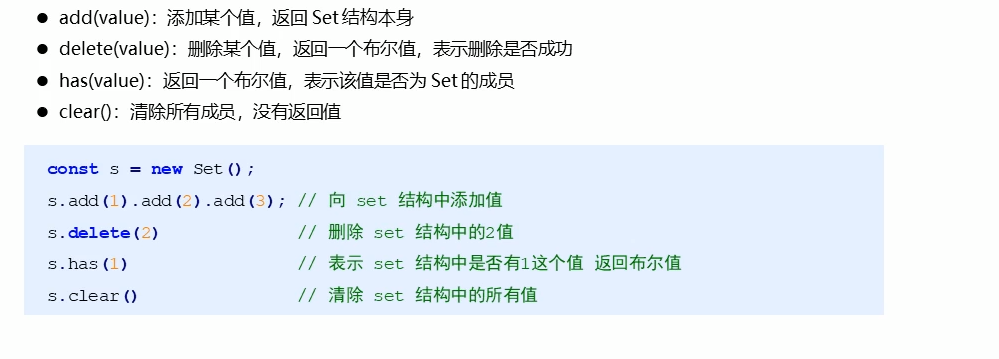 ● add(value)：添加某个值，返回 Set 结构本身
● delete(value)：删除某个值，返回一个布尔值，表示删除是否成功
● has(value)：返回一个布尔值，表示该值是否为 Set 的成员
● clear()：清除所有成员，没有返回值
const s = new Set();
s.add(1).add(2).add(3); // 向 set 结构中添加值
s.delete(2) // 删除 set 结构中的2值
s.has(1) // 表示 set 结构中是否有1这个值 返回布尔值
s.clear() // 清除 set 结构中的所有值